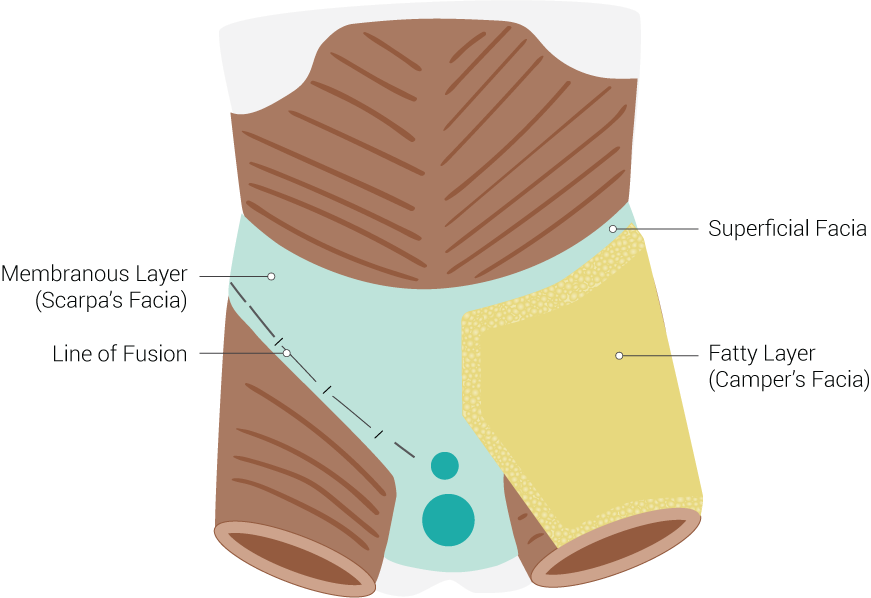 Superficial Facia
Membranous Layer
(Scarpa's Facia)
Line of Fusion
Fatty Layer
(Camper's Facia)